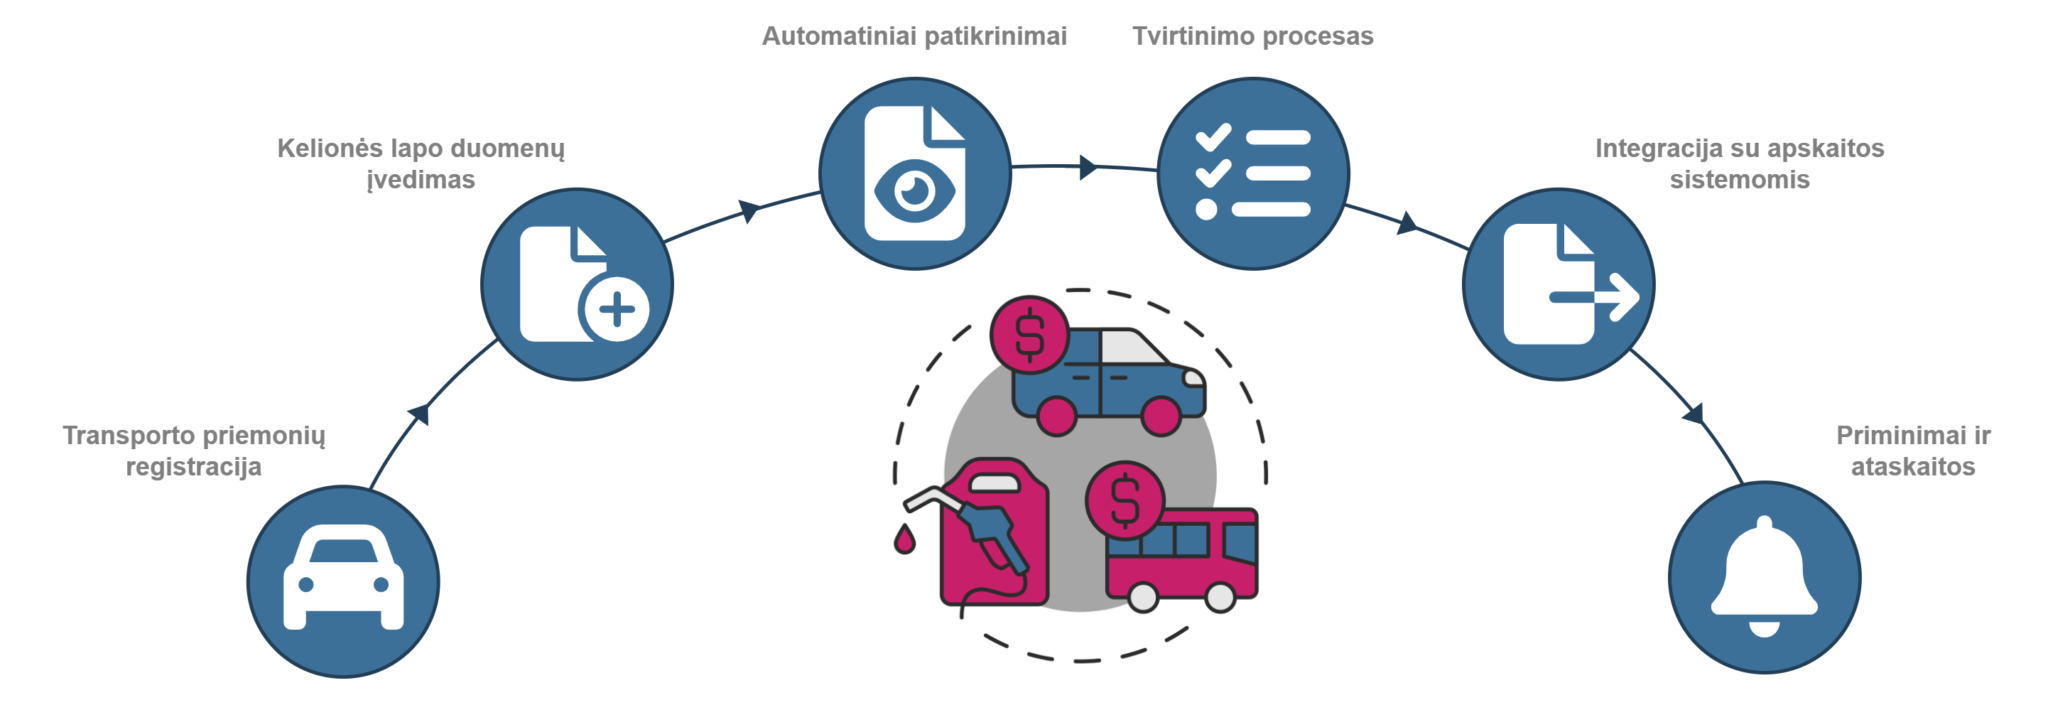 Transporto priemonių
registracija
Kelionės lapo duomenų
įvedimas
Automatiniai patikrinimai
Tvirtinimo procesas
Integracija su apskaitos
sistemomis
Priminimai ir
ataskaitos
$
$